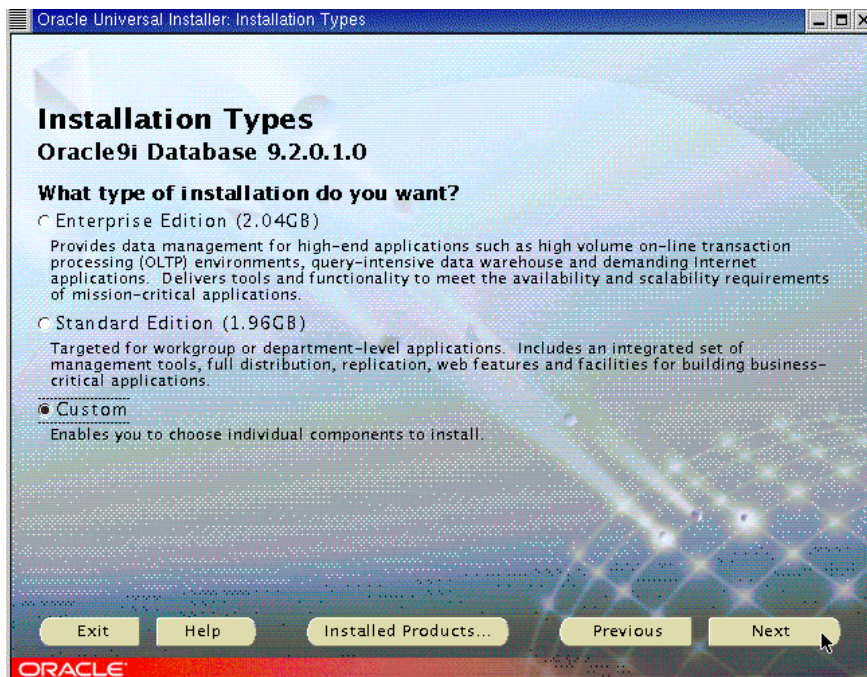 Oracle Universal Installer: Installation Types
Installation Types
Oracle9i Database 9.2.0.1.0
What type of installation do you want?
Enterprise Edition (2.04GB)
Provides data management for high-end applications such as high volume on-line transaction
processing (OLTP) environments, query-intensive data warehouse and demanding Internet
applications. Delivers tools and functionality to meet the availability and scalability requirements
of mission-critical applications.
Standard Edition (1.96GB)
Targeted for workgroup or department-level applications. Includes an integrated set of
management tools, full distribution, replication, web features and facilities for building business-
critical applications.
Custom
Enables you to choose individual components to install.
Exit Help Installed Products... Previous Next
ORACLE